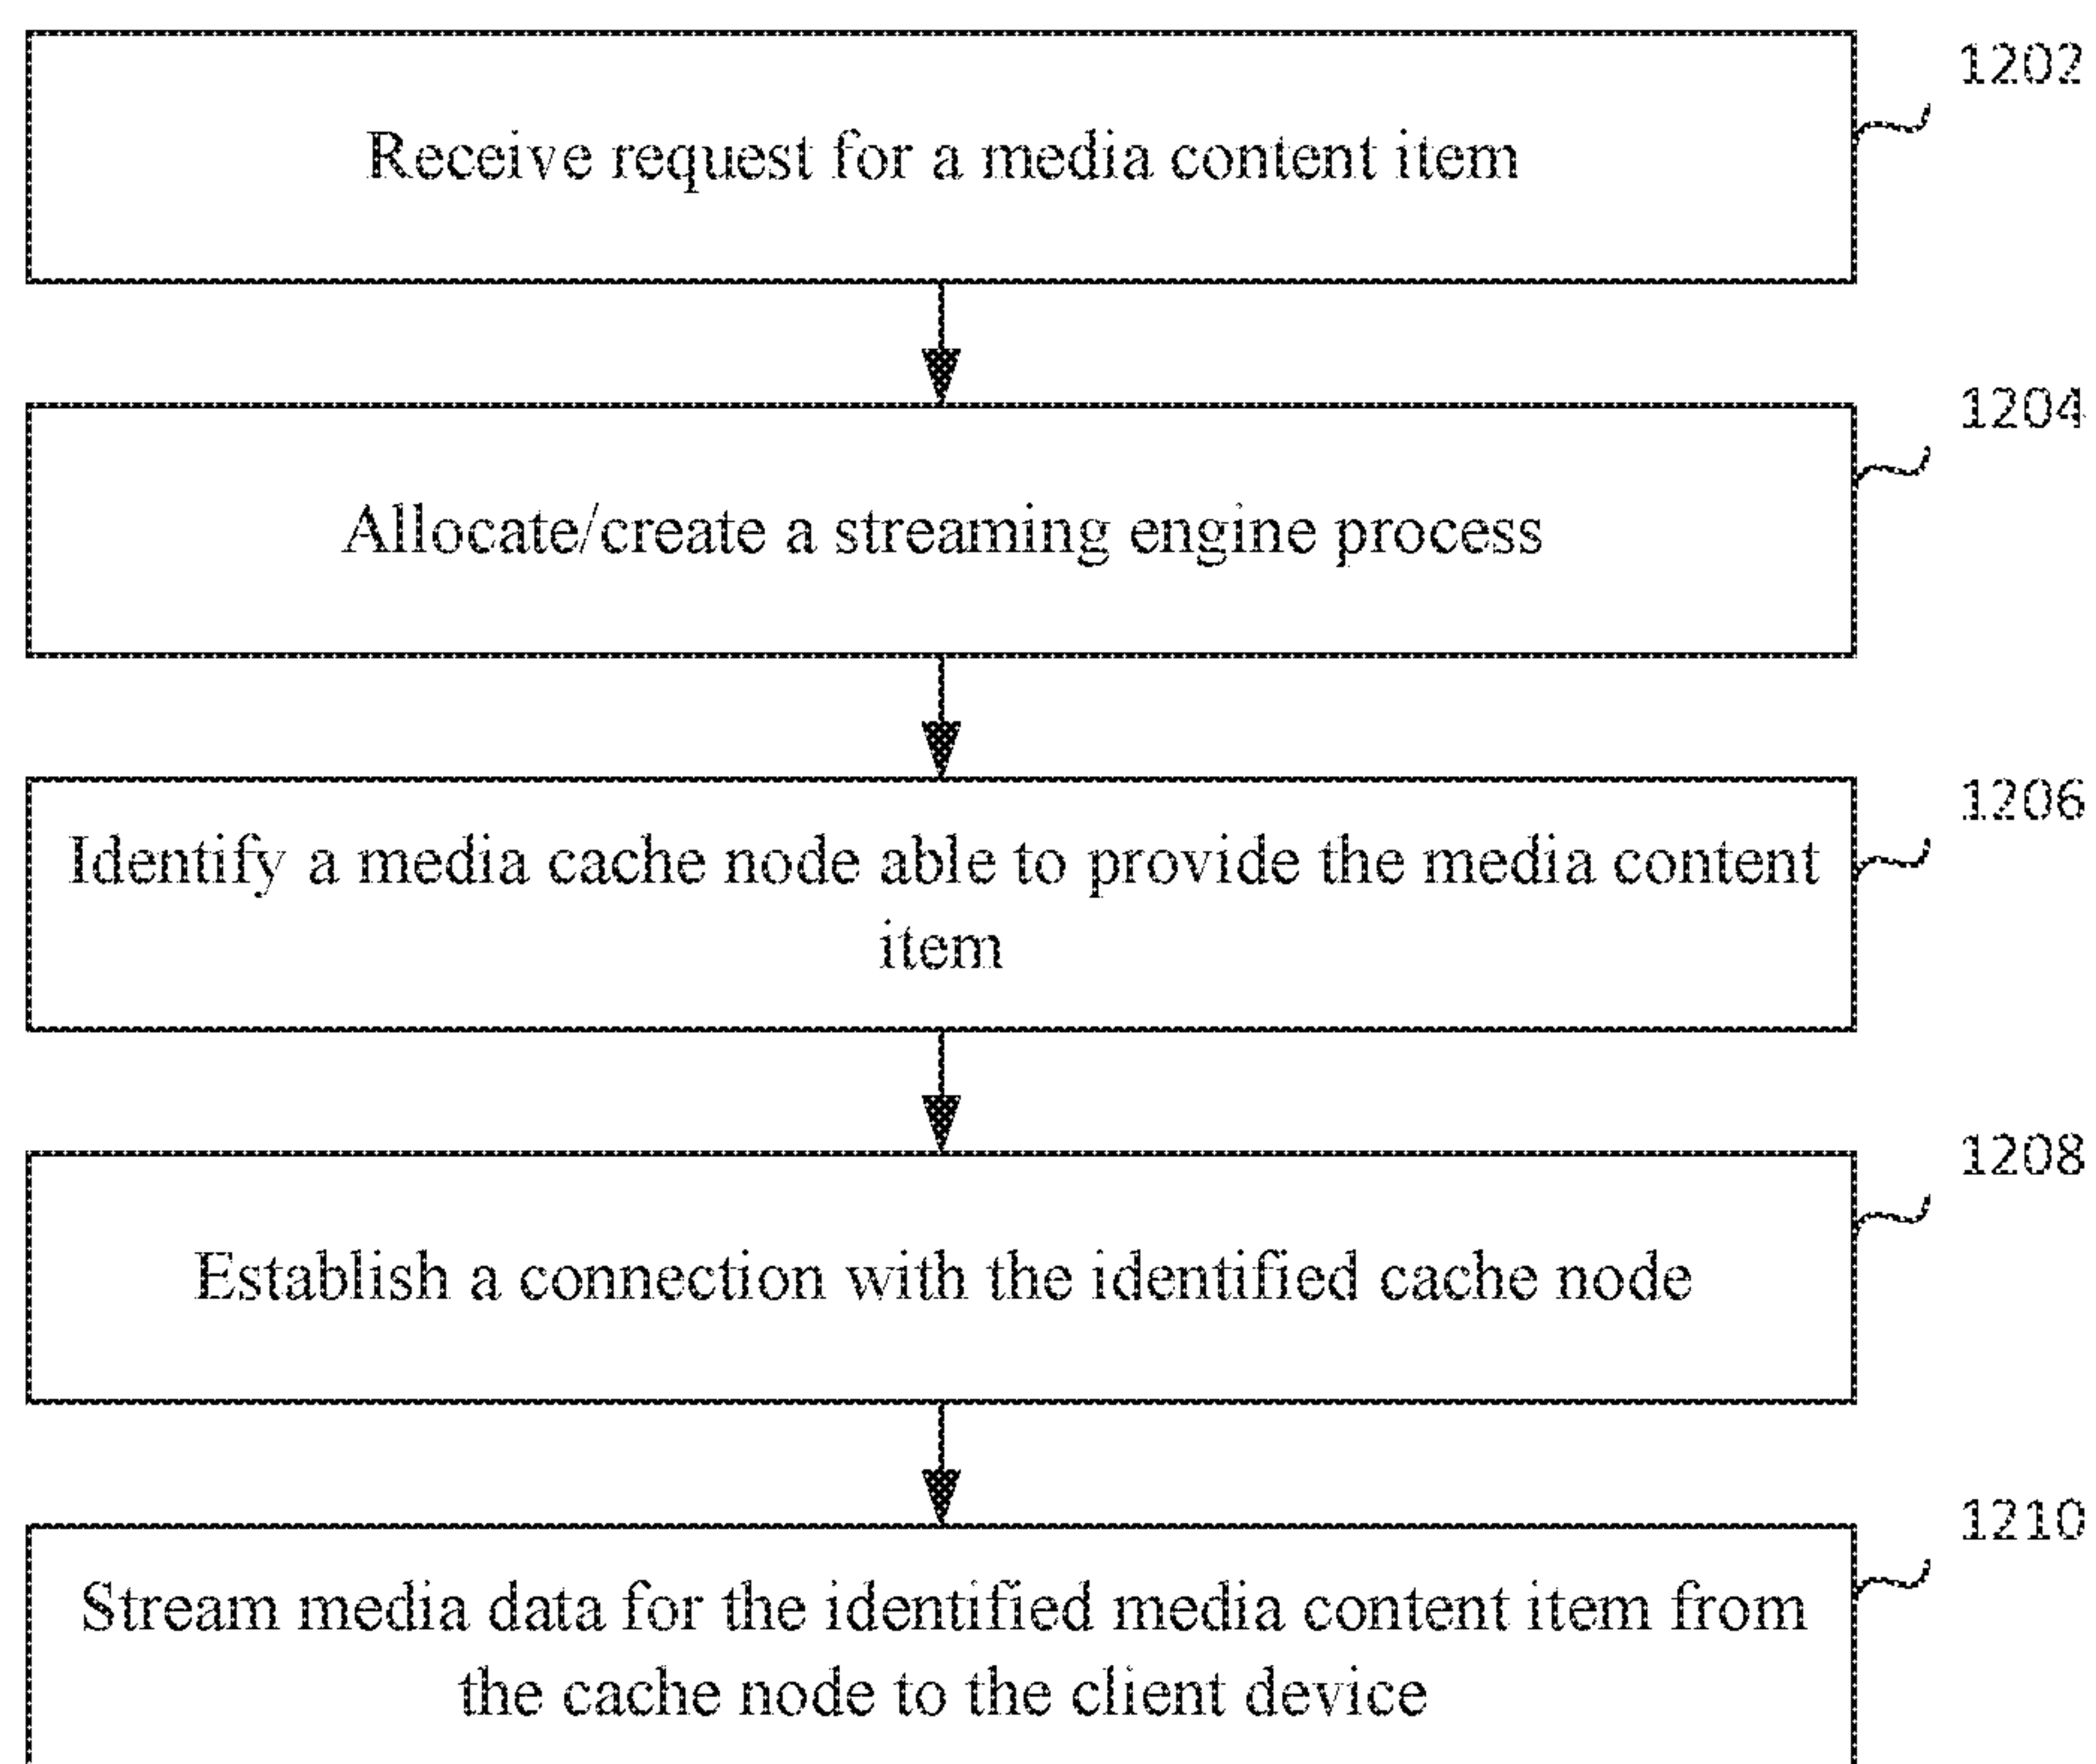 1202
Receive request for a media content item
1204
Allocate/create a streaming engine process
1206
Identify a media cache node able to provide the media content
item
1208
Establish a connection with the identified cache node
1210
Stream media data for the identified media content item from
the cache node to the client device